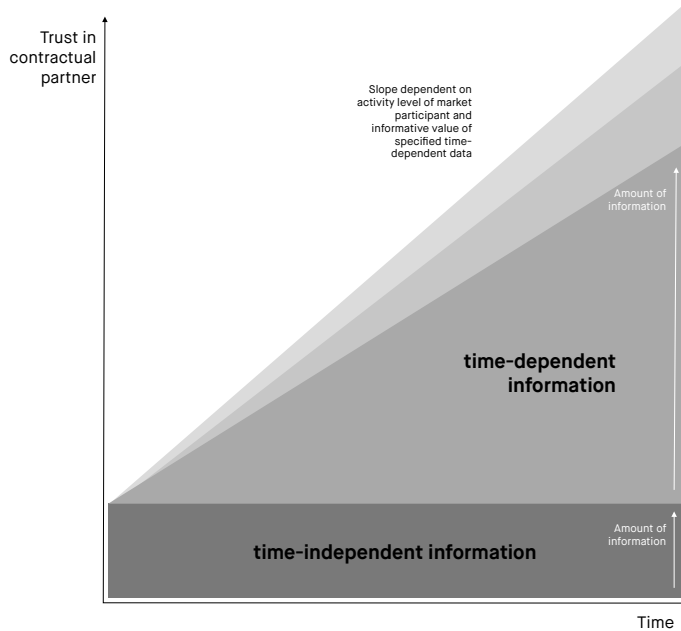 Trust in
contractual
partner
Slope dependent on
activity level of market
participant and
informative value of
specified time-
dependent data
Amount of
information
time-dependent
information
Amount of
information
time-independent information
Time